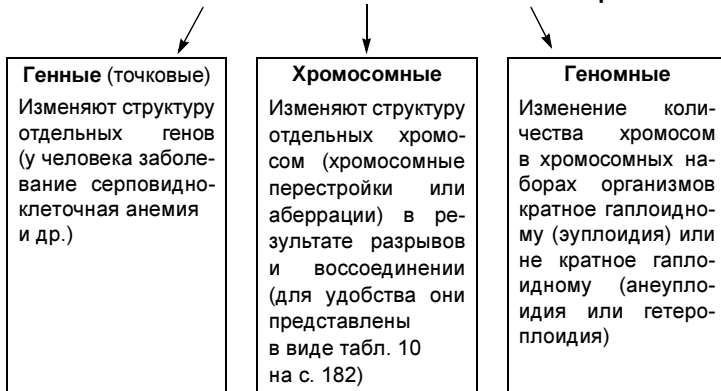 Генные (точковые)
Изменяют структуру
отдельных генов
(у человека заболе-
вание серповидно-
клеточная анемия
и др.)
Хромосомные
Изменяют структуру
отдельных хромо-
сом (хромосомные
перестройки или
аберрации) в ре-
зультате разрывов
и воссоединении
(для удобства они
представлены
в виде табл. 10
на с. 182)
Геномные
Изменение коли-
чества хромосом
в хромосомных на-
борах организмов
кратное гаплоидно-
му (эуплоидия) или
не кратное гапло-
идному (анеупло-
идия или гетеро-
плоидия)